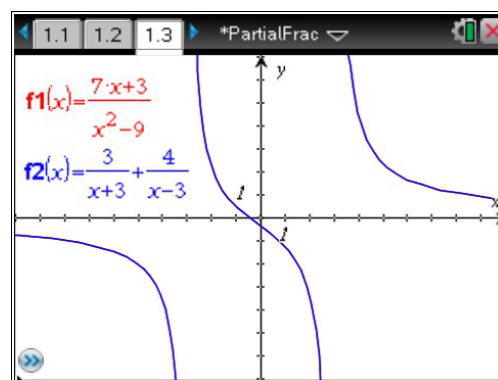 1.1 1.2 1.3 *PartialFrac
y
f1(x)=7·x+3/x²−9
f2(x)=3/x+3+4/x−3
1
x
1